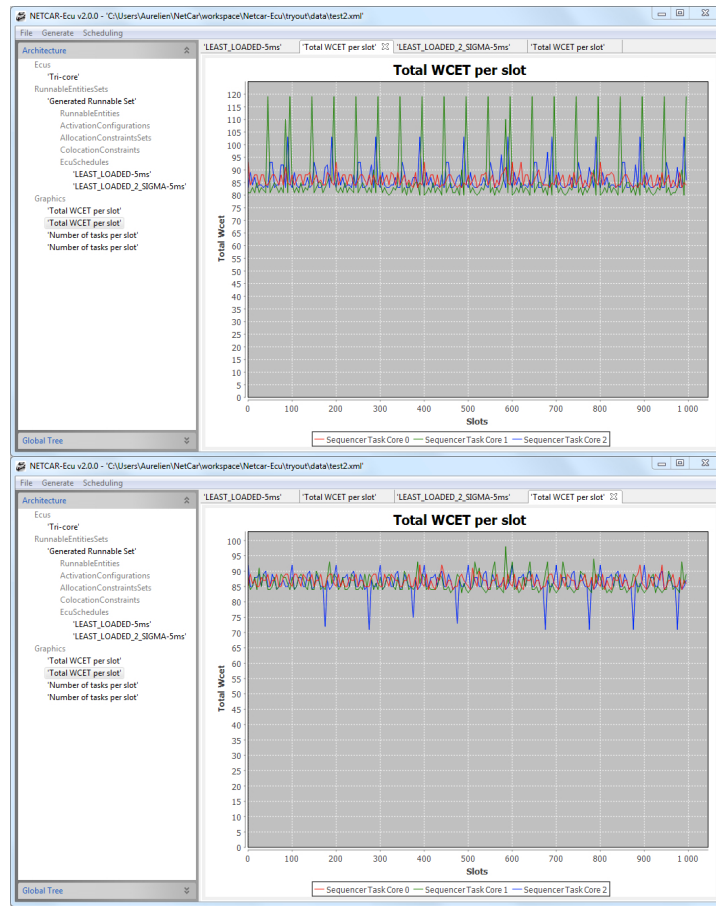 NETCAR-Ecu v2.0.0 - 'C:\Users\Aurelien\NetCar\workspace\Netcar-Ecu\tryout\data\test2.xml'
File Generate Scheduling
Architecture
Ecus
'Tri-core'
RunnableEntitiesSets
'Generated Runnable Set'
RunnableEntities
ActivationConfigurations
AllocationConstraintsSets
ColocationConstraints
EcuSchedules
'LEAST_LOADED-5ms'
'LEAST_LOADED_2_SIGMA-5ms'
Graphics
'Total WCET per slot'
'Total WCET per slot'
'Number of tasks per slot'
'Number of tasks per slot'
Global Tree
'LEAST_LOADED-5ms' 'Total WCET per slot' 'LEAST_LOADED_2_SIGMA-5ms' 'Total WCET per slot'
Total WCET per slot
Total Wcet
120
115
110
105
100
95
90
85
80
75
70
65
60
55
50
45
40
35
30
25
20
15
10
5
0
0 100 200 300 400 500 600 700 800 900 1 000
Slots
Sequencer Task Core 0 Sequencer Task Core 1 Sequencer Task Core 2
NETCAR-Ecu v2.0.0 - 'C:\Users\Aurelien\NetCar\workspace\Netcar-Ecu\tryout\data\test2.xml'
File Generate Scheduling
Architecture
Ecus
'Tri-core'
RunnableEntitiesSets
'Generated Runnable Set'
RunnableEntities
ActivationConfigurations
AllocationConstraintsSets
ColocationConstraints
EcuSchedules
'LEAST_LOADED-5ms'
'LEAST_LOADED_2_SIGMA-5ms'
Graphics
'Total WCET per slot'
'Total WCET per slot'
'Number of tasks per slot'
'Number of tasks per slot'
Global Tree
'LEAST_LOADED-5ms' 'Total WCET per slot' 'LEAST_LOADED_2_SIGMA-5ms' 'Total WCET per slot'
Total WCET per slot
Total Wcet
100
95
90
85
80
75
70
65
60
55
50
45
40
35
30
25
20
15
10
5
0
0 100 200 300 400 500 600 700 800 900 1 000
Slots
Sequencer Task Core 0 Sequencer Task Core 1 Sequencer Task Core 2